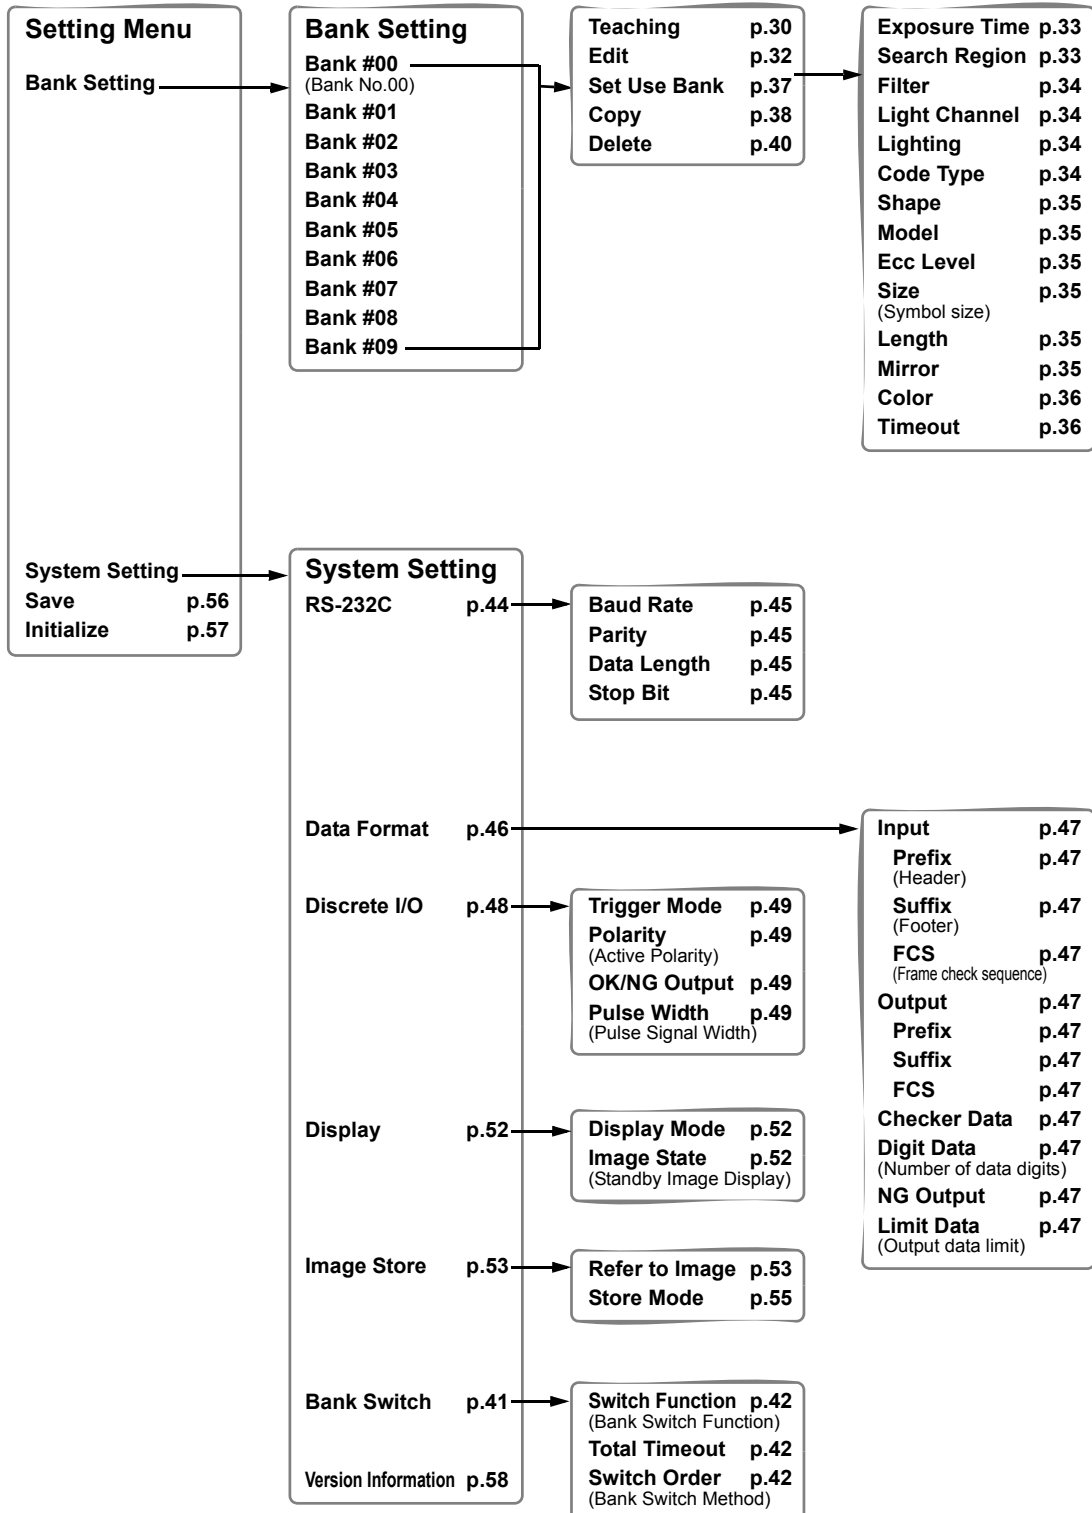 Setting Menu
Bank Setting
System Setting
Save p.56
Initialize p.57
Bank Setting
Bank #00
(Bank No.00)
Bank #01
Bank #02
Bank #03
Bank #04
Bank #05
Bank #06
Bank #07
Bank #08
Bank #09
Teaching p.30
Edit p.32
Set Use Bank p.37
Copy p.38
Delete p.40
Exposure Time p.33
Search Region p.33
Filter p.34
Light Channel p.34
Lighting p.34
Code Type p.34
Shape p.35
Model p.35
Ecc Level p.35
Size p.35
(Symbol size)
Length p.35
Mirror p.35
Color p.36
Timeout p.36
System Setting
RS-232C p.44
Data Format p.46
Discrete I/O p.48
Display p.52
Image Store p.53
Bank Switch p.41
Version Information p.58
Baud Rate p.45
Parity p.45
Data Length p.45
Stop Bit p.45
Input p.47
Prefix p.47
(Header)
Suffix p.47
(Footer)
FCS p.47
(Frame check sequence)
Output p.47
Prefix p.47
Suffix p.47
FCS p.47
Checker Data p.47
Digit Data p.47
(Number of data digits)
NG Output p.47
Limit Data p.47
(Output data limit)
Trigger Mode p.49
Polarity p.49
(Active Polarity)
OK/NG Output p.49
Pulse Width p.49
(Pulse Signal Width)
Display Mode p.52
Image State p.52
(Standby Image Display)
Refer to Image p.53
Store Mode p.55
Switch Function p.42
(Bank Switch Function)
Total Timeout p.42
Switch Order p.42
(Bank Switch Method)